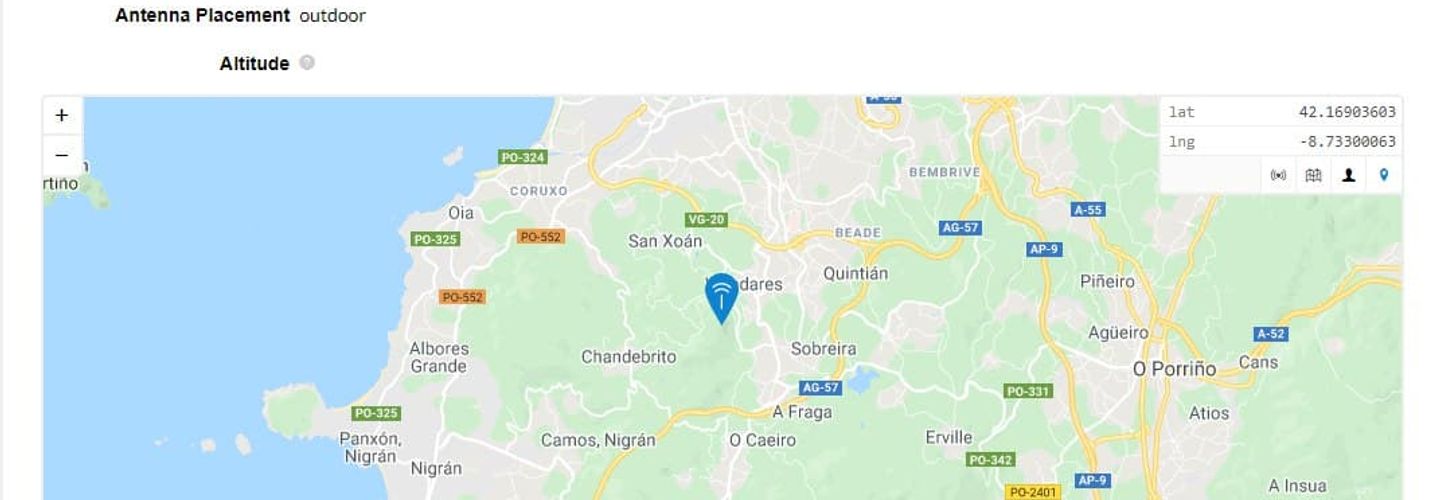 Antenna Placement outdoor
Altitude ?
+
−
rtiño
lat 42.16903603
lng -8.73300063
PO-324
CORUXO
BEMBRIVE
Oia
A-55
VG-20
PO-325
PO-552
San Xoán
BEADE
AG-57
AP-9
Quintián
dares
Piñeiro
PO-552
Agüeiro
A-52
Albores
Grande
Chandebrito
Sobreira
O Porriño
Cans
AG-57
PO-331
PO-325
A Fraga
Atios
Panxón,
Nigrán
Camos, Nigrán
O Caeiro
Erville
Nigrán
PO-342
AP-9
A Insua
PO-2401